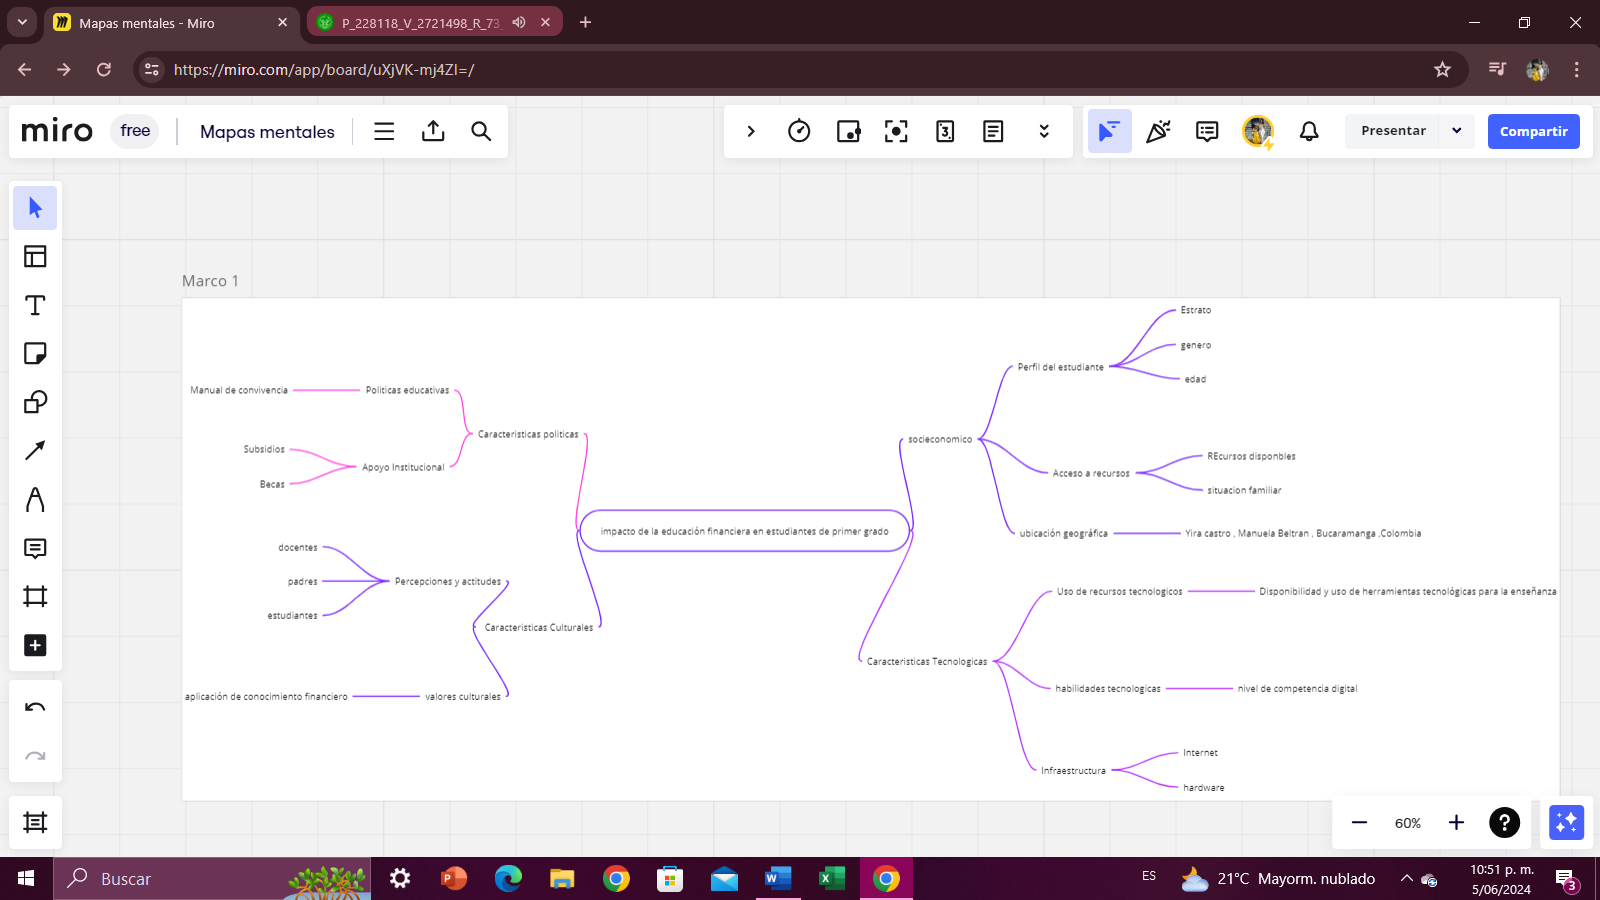 Mapas mentales - Miro
P_228118_V_2721498_R_73
https://miro.com/app/board/uXjVK-mj4ZI=/
miro free Mapas mentales
3
Presentar
Compartir
Marco 1
Estrato
genero
edad
Perfil del estudiante
Manual de convivencia
Politicas educativas
Caracteristicas politicas
Subsidios
Becas
Apoyo Institucional
socieconomico
Acceso a recursos
REcursos disponbles
situacion familiar
ubicación geográfica
Yira castro , Manuela Beltran , Bucaramanga ,Colombia
impacto de la educación financiera en estudiantes de primer grado
docentes
padres
estudiantes
Percepciones y actitudes
Caracteristicas Culturales
aplicación de conocimiento financiero
valores culturales
Uso de recursos tecnologicos
Disponibilidad y uso de herramientas tecnológicas para la enseñanza
Caracteristicas Tecnologicas
habilidades tecnologicas
nivel de competencia digital
Infraestructura
Internet
hardware
60%
?
Buscar
ES
21°C Mayorm. nublado
10:51 p. m.
5/06/2024
3